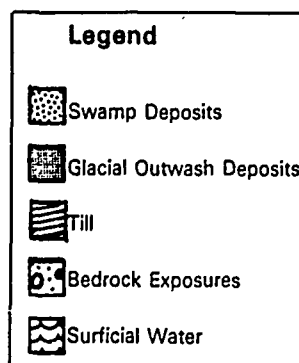 Legend
Swamp Deposits
Glacial Outwash Deposits
Till
Bedrock Exposures
Surficial Water